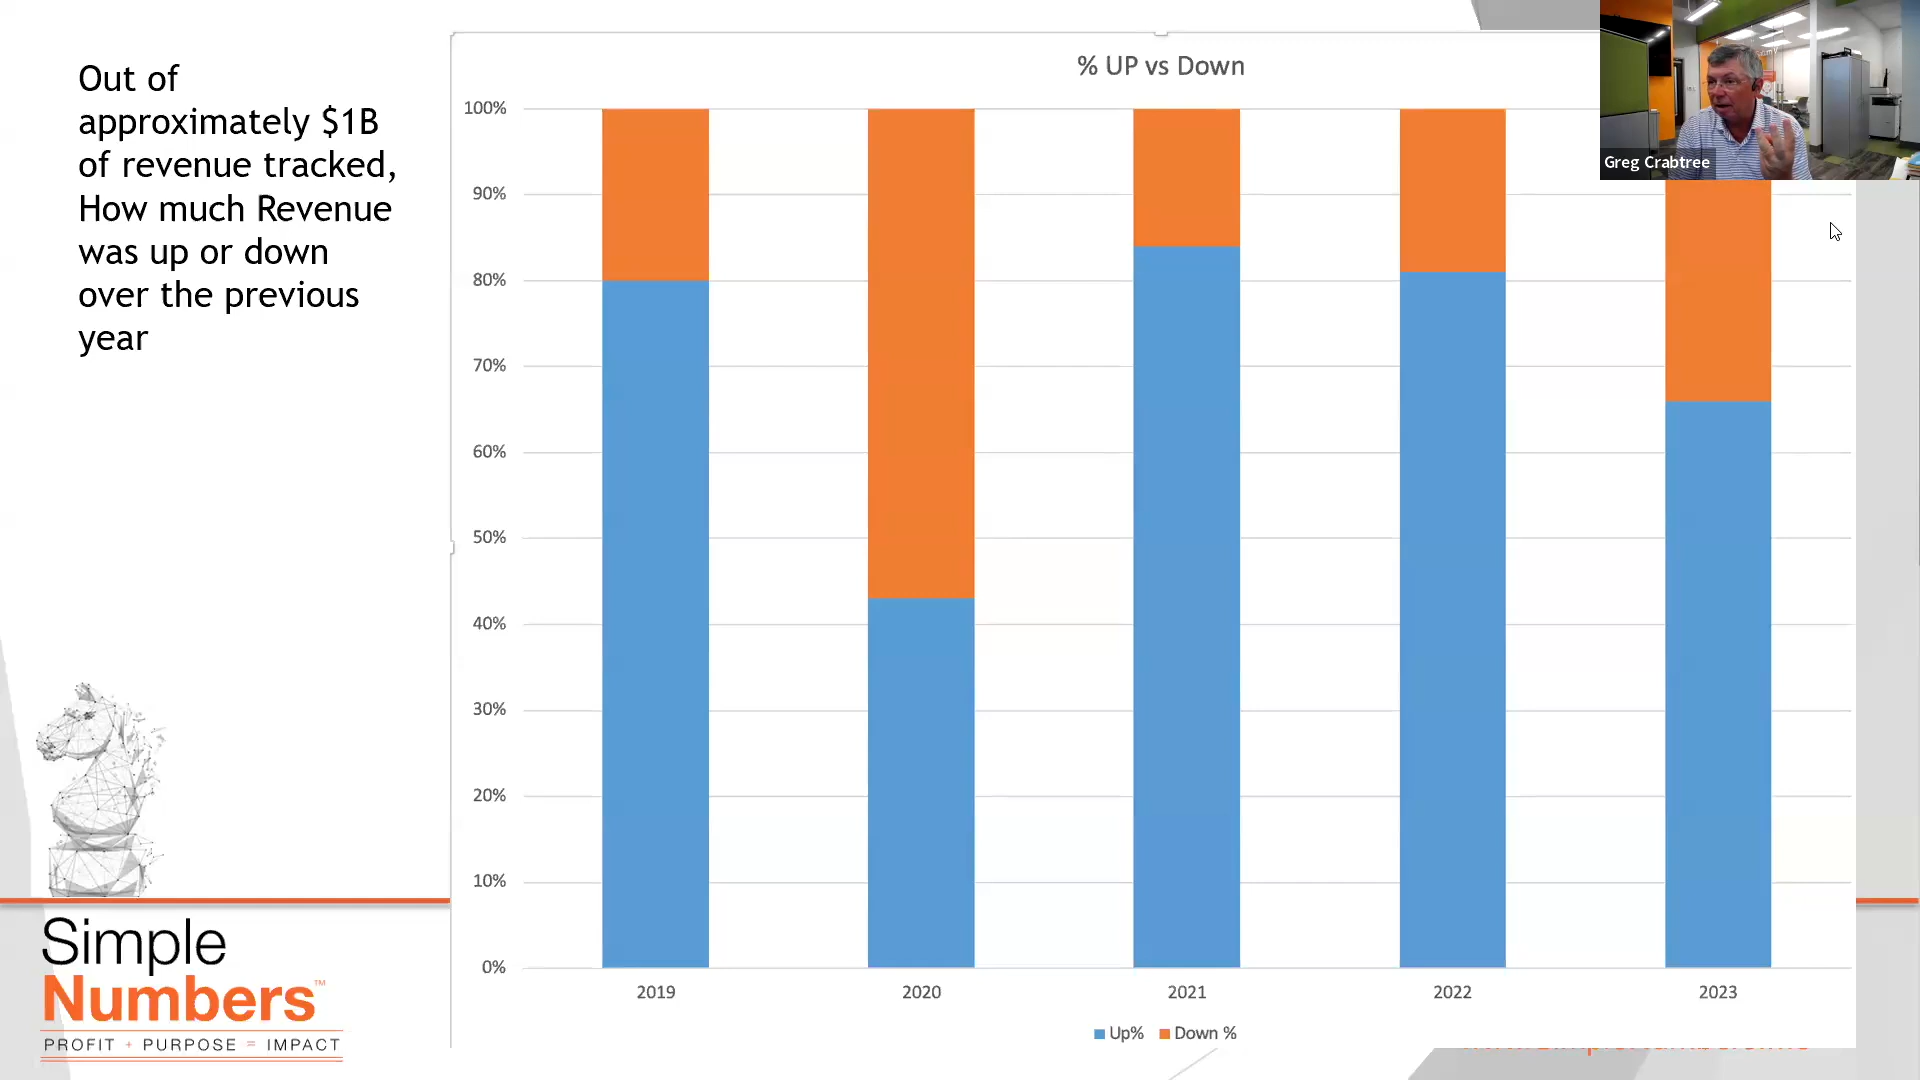 Out of
approximately $1B
of revenue tracked,
How much Revenue
was up or down
over the previous
year
% UP vs Down
100%
90%
80%
70%
60%
50%
40%
30%
20%
10%
0%
2019 2020 2021 2022 2023
Up% Down %
Greg Crabtree
Simple
Numbers™
PROFIT + PURPOSE = IMPACT